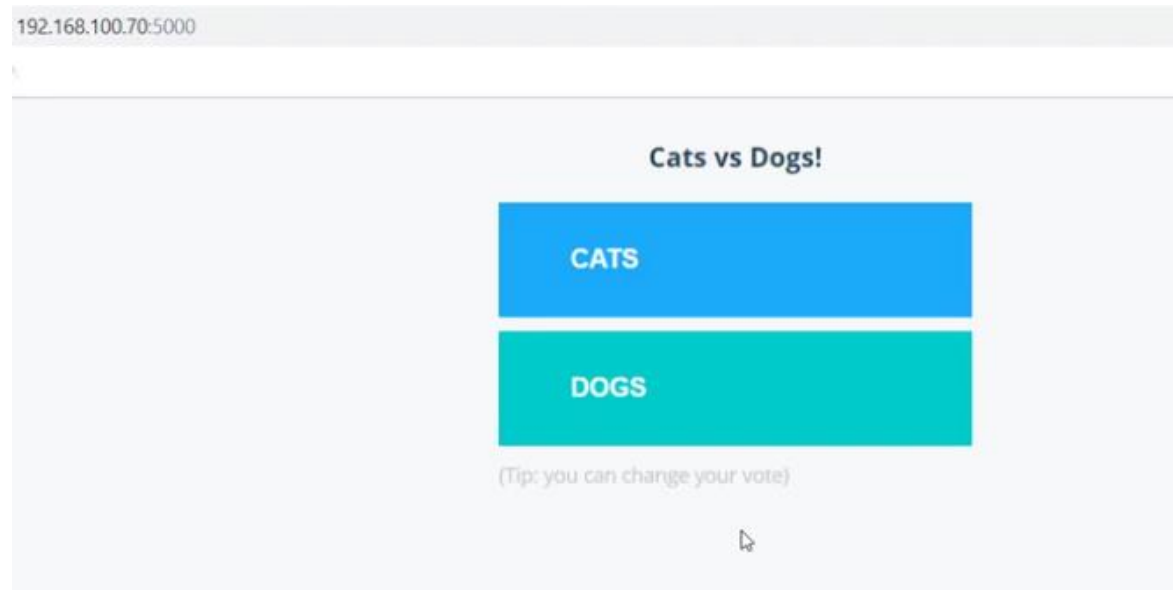 192.168.100.70:5000
Cats vs Dogs!
CATS
DOGS
(Tip: you can change your vote)